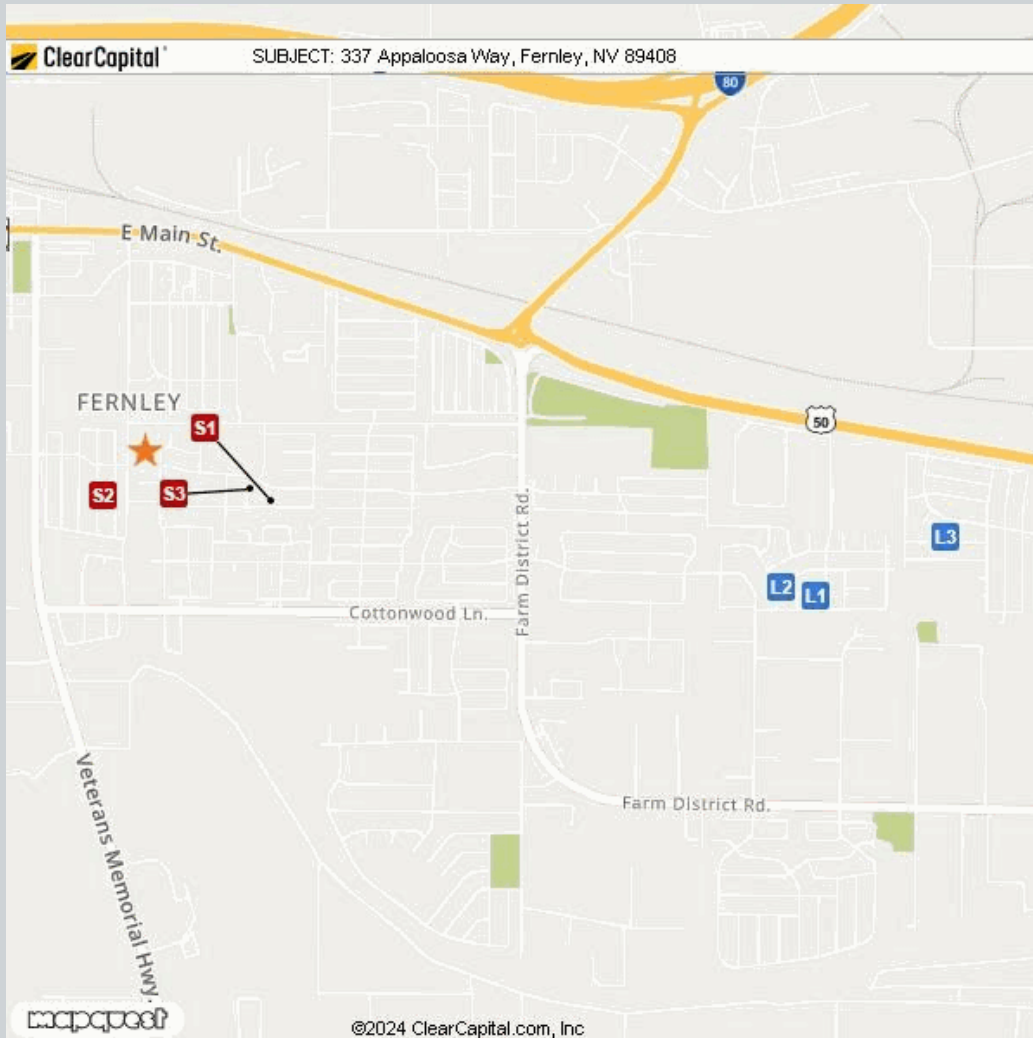 ClearCapital SUBJECT: 337 Appaloosa Way, Fernley, NV 89408
80
E Main St.
FERNLEY
S1
50
S2
S3
Farm District Rd.
L3
L2
L1
Cottonwood Ln.
Veterans Memorial Hwy.
Farm District Rd.
mapquest
©2024 ClearCapital.com, Inc